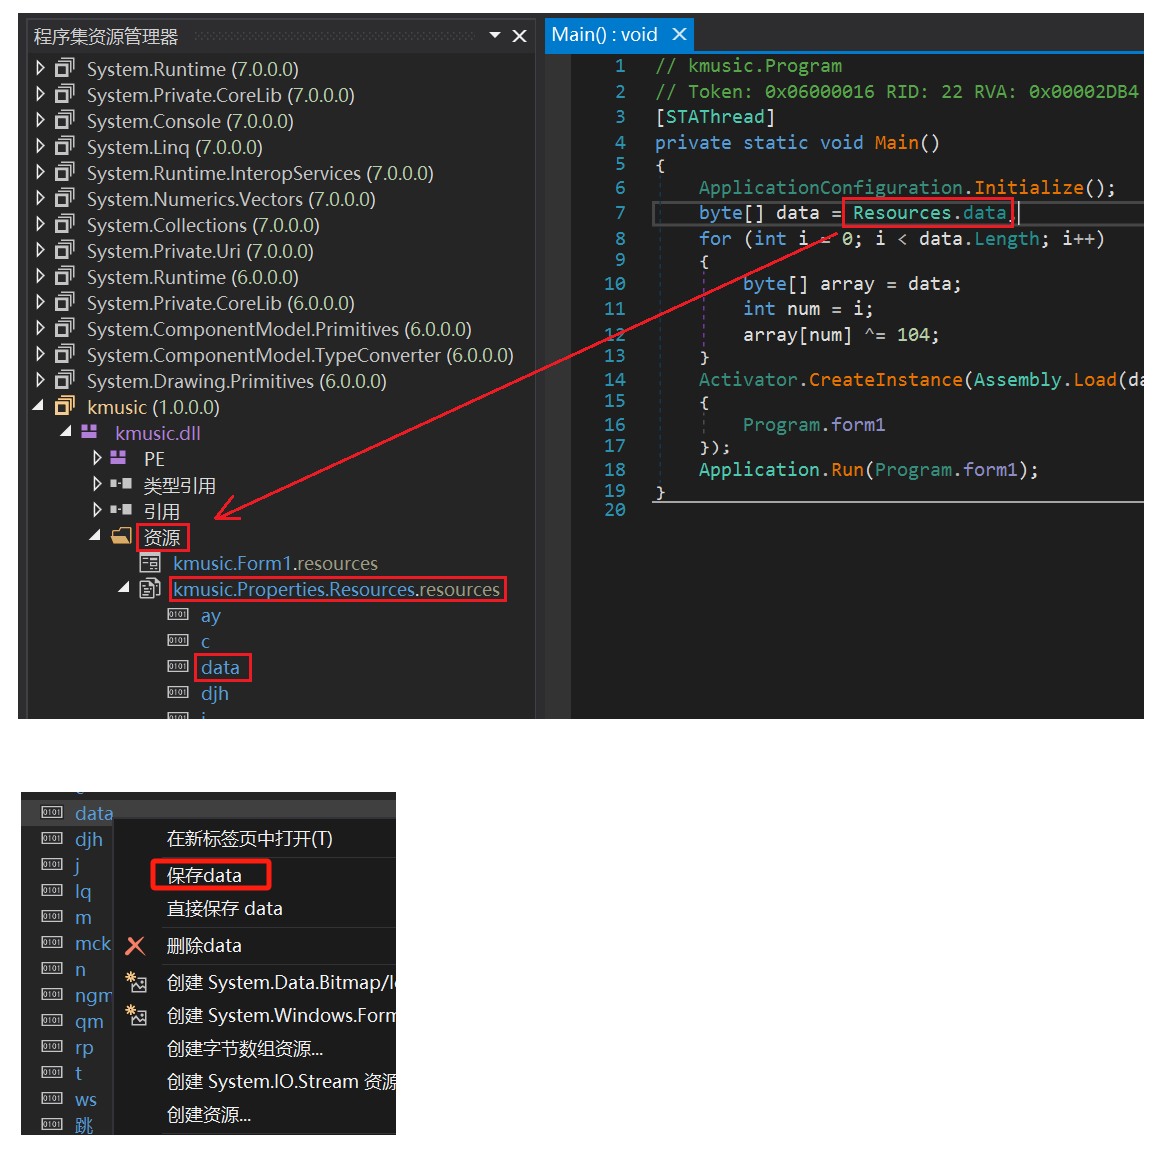 程序集资源管理器
System.Runtime (7.0.0.0)
System.Private.CoreLib (7.0.0.0)
System.Console (7.0.0.0)
System.Linq (7.0.0.0)
System.Runtime.InteropServices (7.0.0.0)
System.Numerics.Vectors (7.0.0.0)
System.Collections (7.0.0.0)
System.Private.Uri (7.0.0.0)
System.Runtime (6.0.0.0)
System.Private.CoreLib (6.0.0.0)
System.ComponentModel.Primitives (6.0.0.0)
System.ComponentModel.TypeConverter (6.0.0.0)
System.Drawing.Primitives (6.0.0.0)
kmusic (1.0.0.0)
kmusic.dll
PE
类型引用
引用
资源
kmusic.Form1.resources
kmusic.Properties.Resources.resources
ay
c
data
djh
Main() : void
1 // kmusic.Program
2 // Token: 0x06000016 RID: 22 RVA: 0x00002DB4
3 [STAThread]
4 private static void Main()
5 {
6 ApplicationConfiguration.Initialize();
7 byte[] data = Resources.data;
8 for (int i = 0; i < data.Length; i++)
9 {
10 byte[] array = data;
11 int num = i;
12 array[num] ^= 104;
13 }
14 Activator.CreateInstance(Assembly.Load(da
15 {
16 Program.form1
17 });
18 Application.Run(Program.form1);
19 }
20
data
djh
j
lq
m
mck
n
ngm
qm
rp
t
ws
跳
在新标签页中打开(T)
保存data
直接保存 data
删除data
创建 System.Data.Bitmap/I
创建 System.Windows.Form
创建字节数组资源...
创建 System.IO.Stream 资源
创建资源...